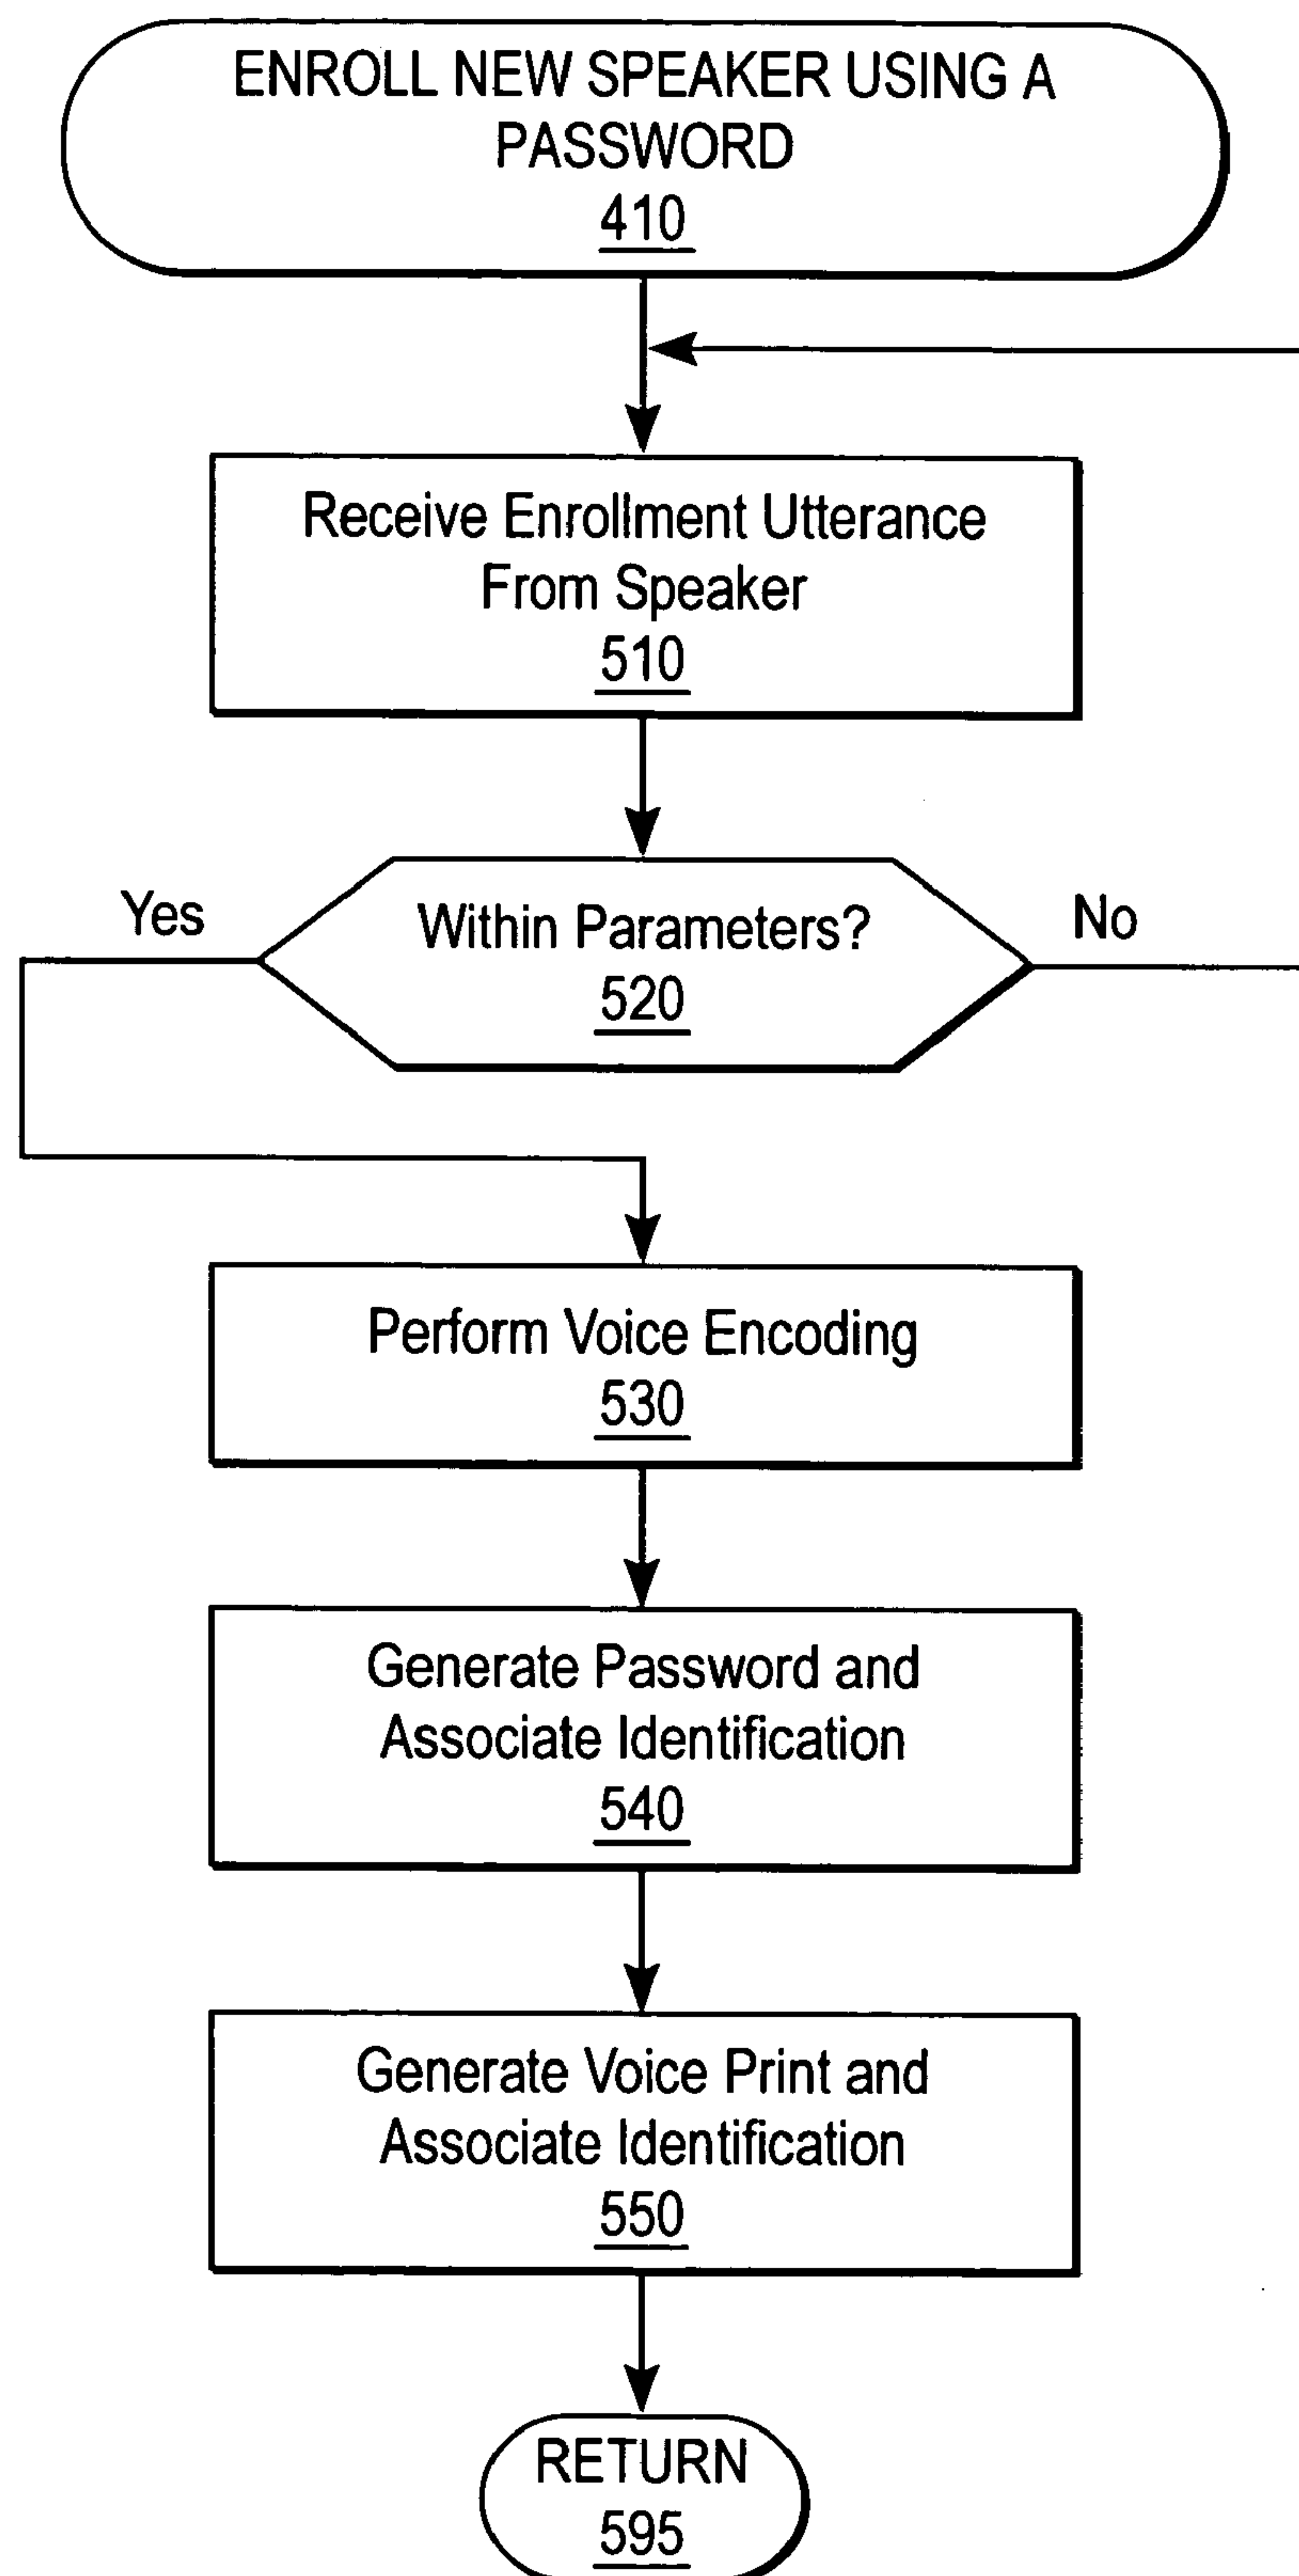 ENROLL NEW SPEAKER USING A
PASSWORD
410
Receive Enrollment Utterance
From Speaker
510
Yes
Within Parameters?
No
520
Perform Voice Encoding
530
Generate Password and
Associate Identification
540
Generate Voice Print and
Associate Identification
550
RETURN
595